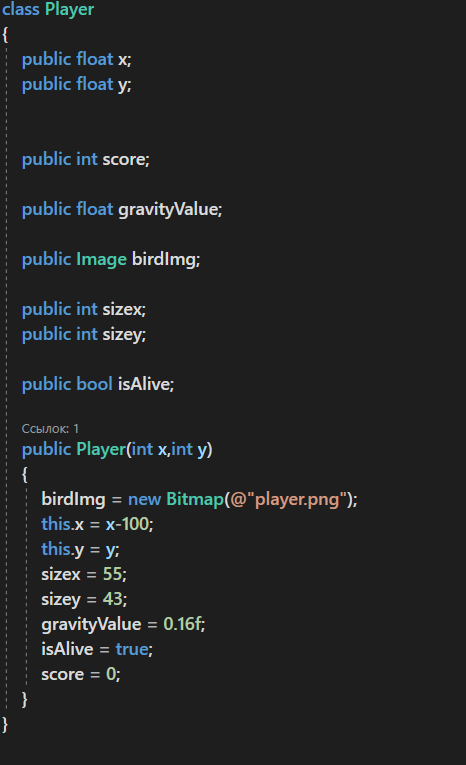 class Player
{
public float x;
public float y;
public int score;
public float gravityValue;
public Image birdImg;
public int sizex;
public int sizey;
public bool isAlive;
Ссылок: 1
public Player(int x,int y)
{
birdImg = new Bitmap(@"player.png");
this.x = x-100;
this.y = y;
sizex = 55;
sizey = 43;
gravityValue = 0.16f;
isAlive = true;
score = 0;
}
}